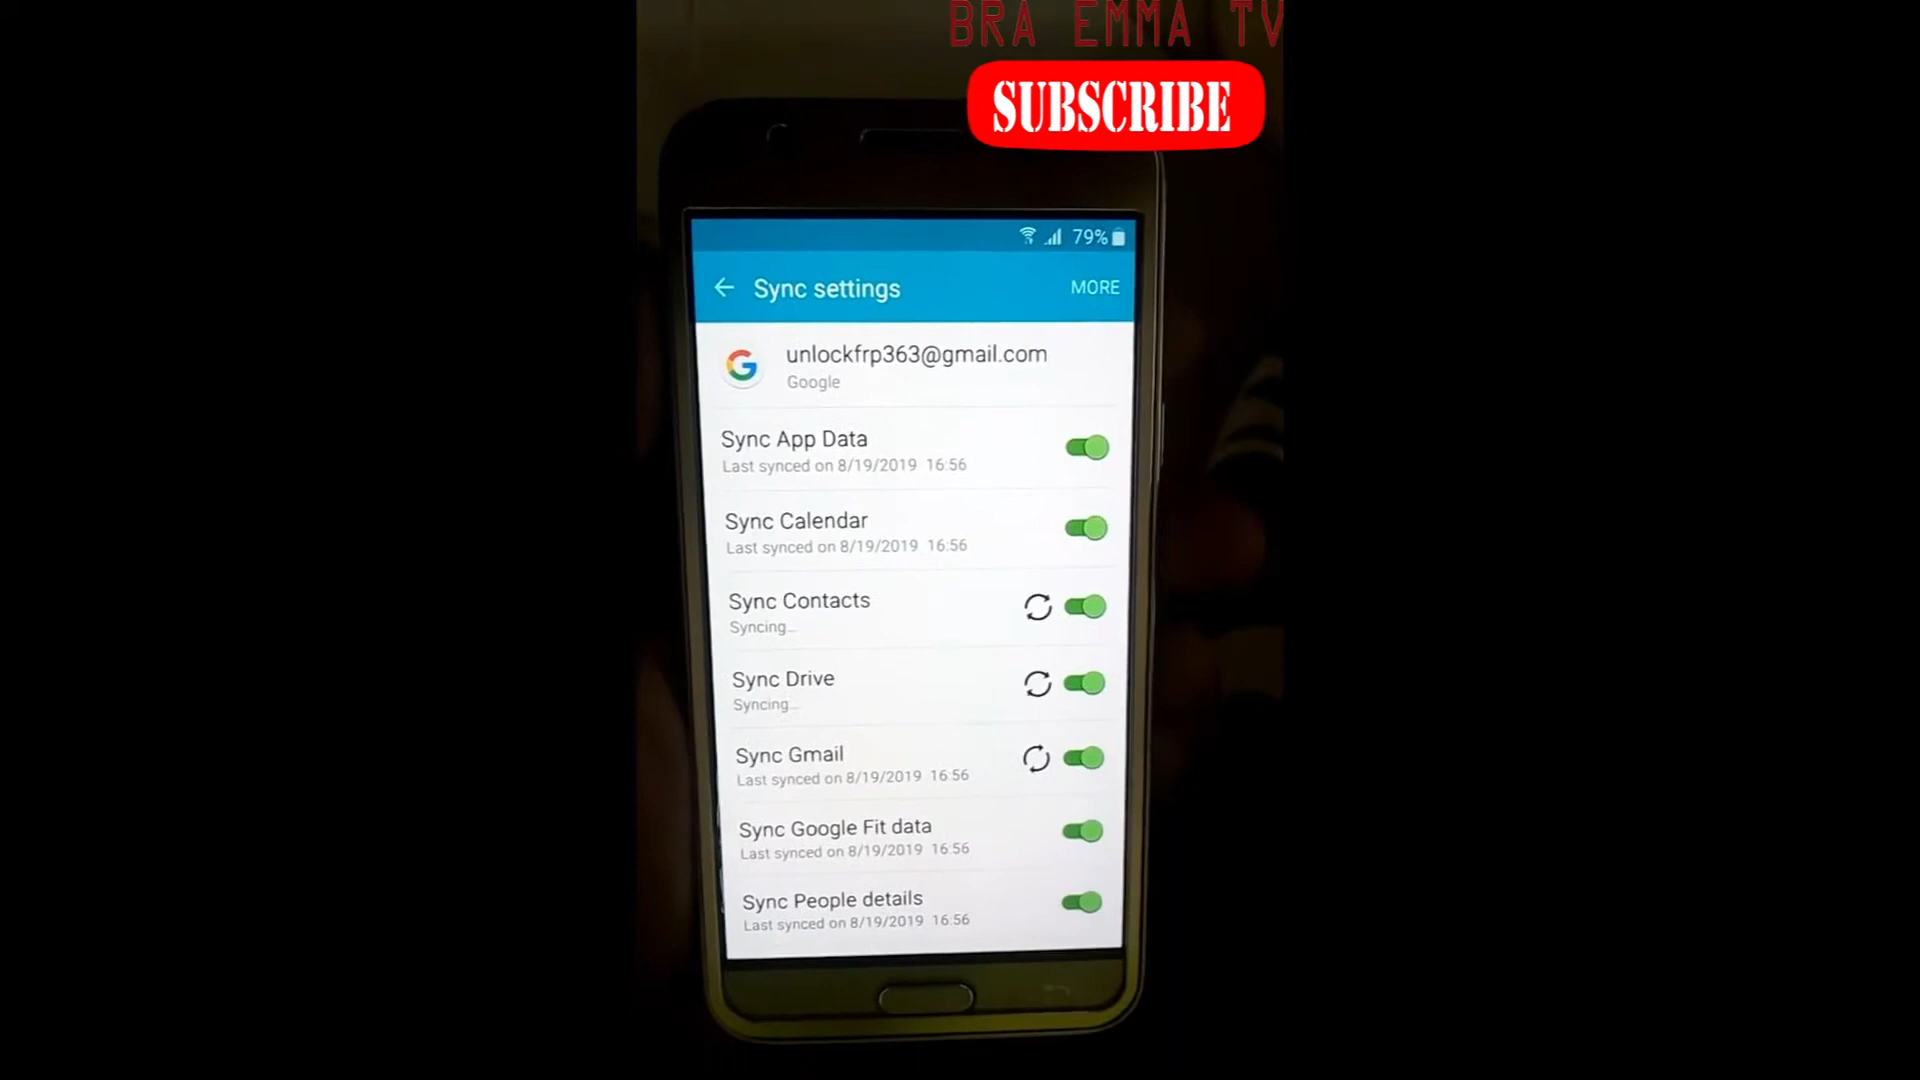 BRA EMMA TV
SUBSCRIBE
79%
Sync settings
MORE
unlockfrp363@gmail.com
Google
Sync App Data
Last synced on 8/19/2019 16:56
Sync Calendar
Last synced on 8/19/2019 16:56
Sync Contacts
Syncing...
Sync Drive
Syncing...
Sync Gmail
Last synced on 8/19/2019 16:56
Sync Google Fit data
Last synced on 8/19/2019 16:56
Sync People details
Last synced on 8/19/2019 16:56